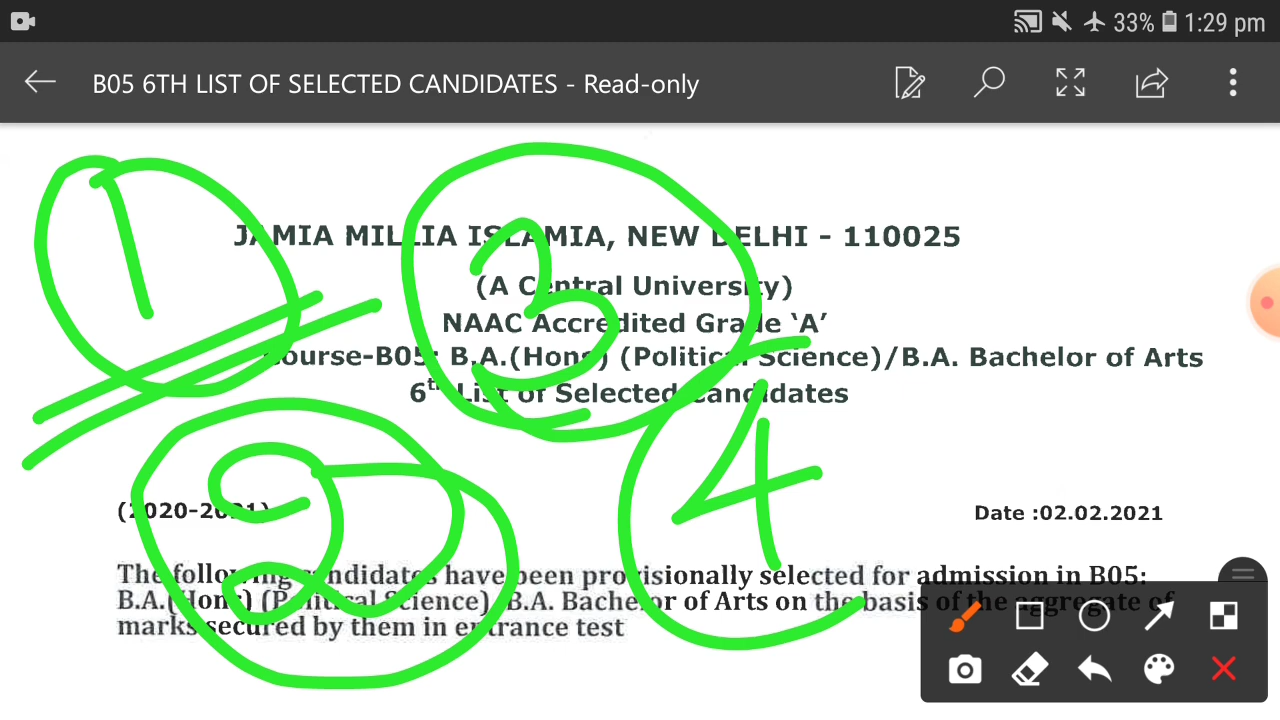 33% 1:29 pm
B05 6TH LIST OF SELECTED CANDIDATES - Read-only
1 3
JAMIA MILLIA ISLAMIA, NEW DELHI - 110025
(A Central University)
NAAC Accredited Grade ‘A’
Course-B05: B.A.(Hons) (Political Science)/B.A. Bachelor of Arts
6th List of Selected Candidates
2 4
(2020-2021) Date :02.02.2021
The following candidates have been provisionally selected for admission in B05:
B.A.(Hons) (Political Science)/B.A. Bachelor of Arts on the basis of the aggregate of
marks secured by them in entrance test